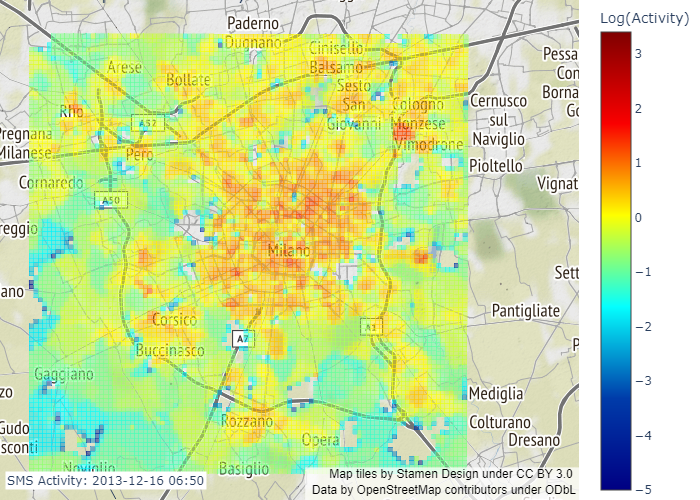 Log(Activity)
Paderno
Dugnano
Cinisello
Balsamo
Arese
Bollate
Sesto
San
Giovanni
Cologno
Monzese
Vimodrone
Pessa
Con
Borna
Go
Cernusco
sul
Naviglio
Rho
A52
Pero
Pregnana
Milanese
Pioltello
Cornaredo
Vignat
A50
reggio
Milano
Sett
ano
Pantigliate
Corsico
A1
P
A7
Buccinasco
Gaggiano
zo
Mediglia
Rozzano
Colturano
Gudo
sconti
Opera
Dresano
Noviglio
Basiglio
3
2
1
0
−1
−2
−3
−4
−5
SMS Activity: 2013-12-16 06:50
Map tiles by Stamen Design under CC BY 3.0
Data by OpenStreetMap contributors under ODbL